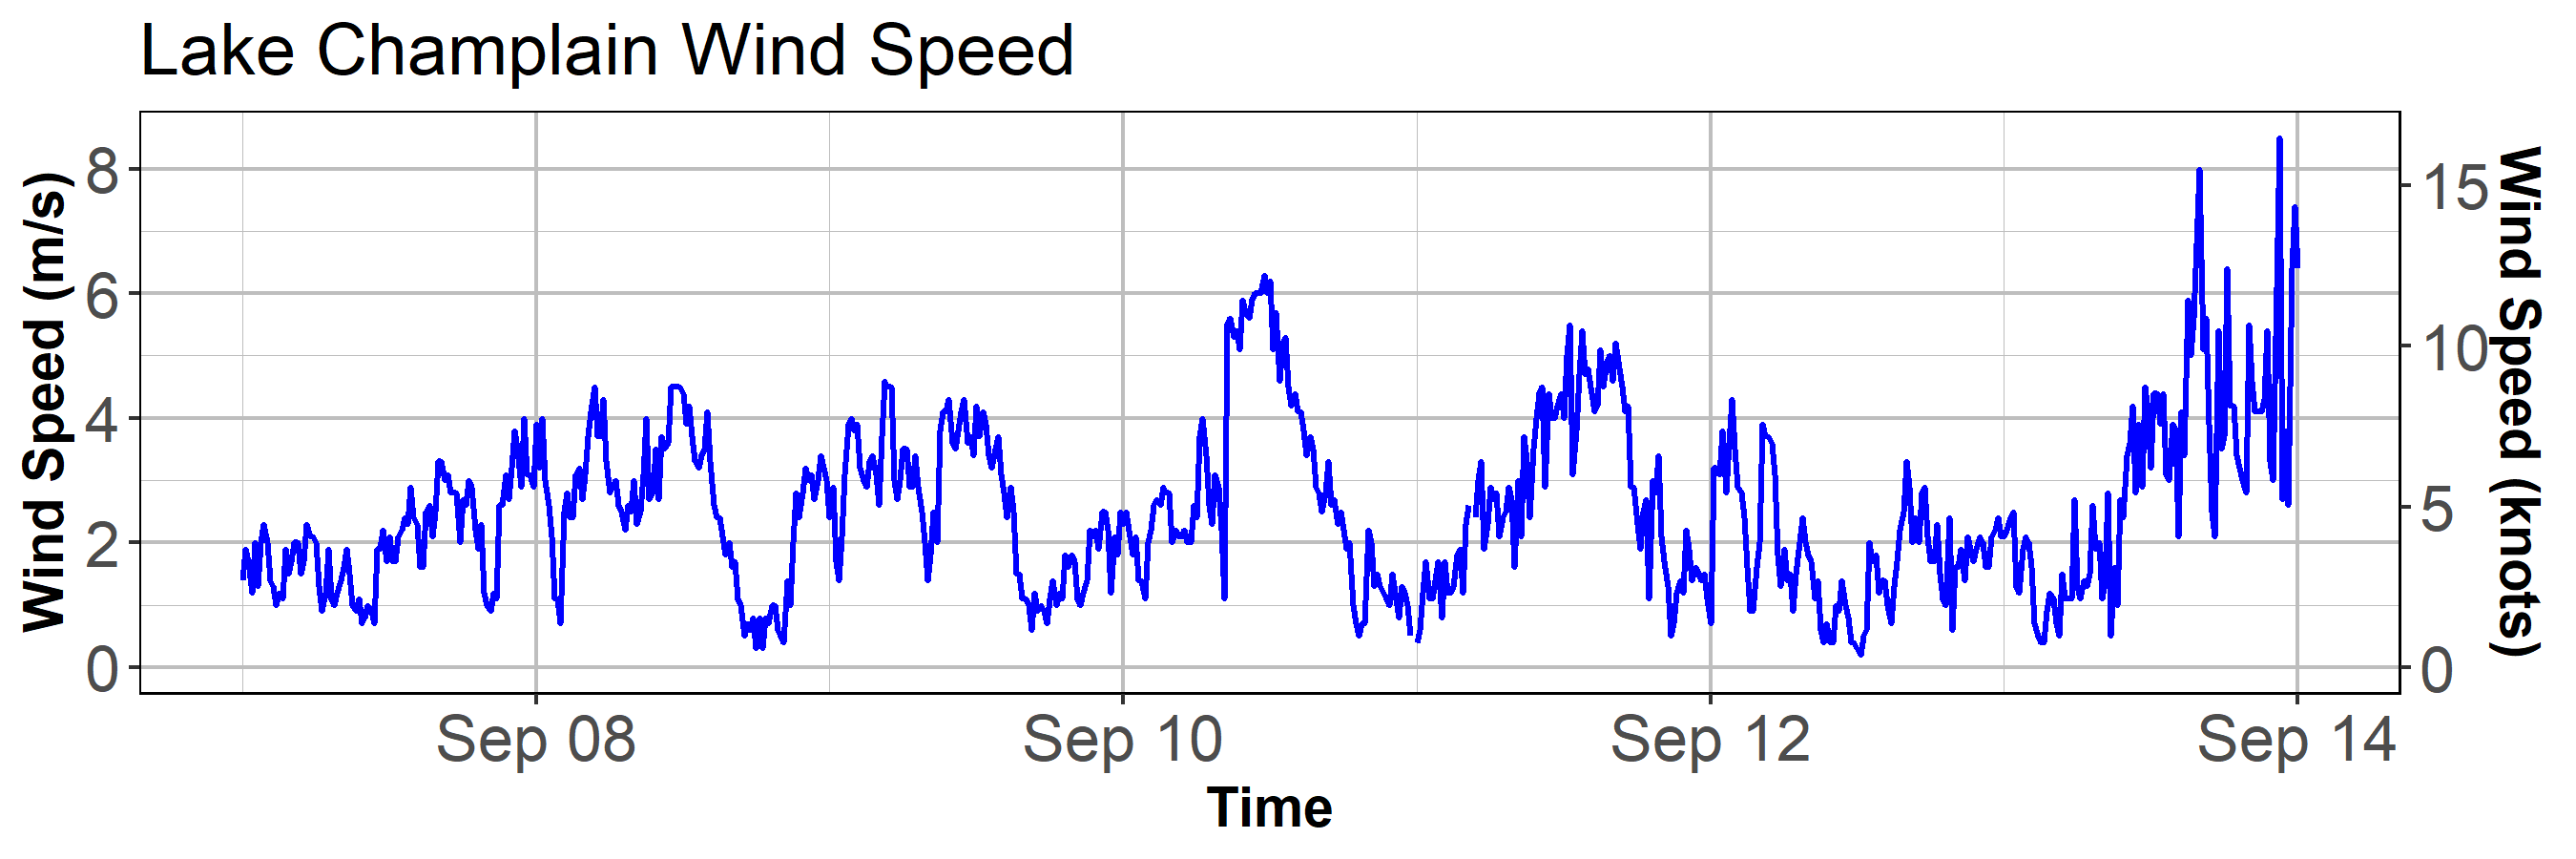 Lake Champlain Wind Speed
Wind Speed (m/s)
8
6
4
2
0
15
10
5
0
Wind Speed (knots)
Sep 08
Sep 10
Sep 12
Sep 14
Time